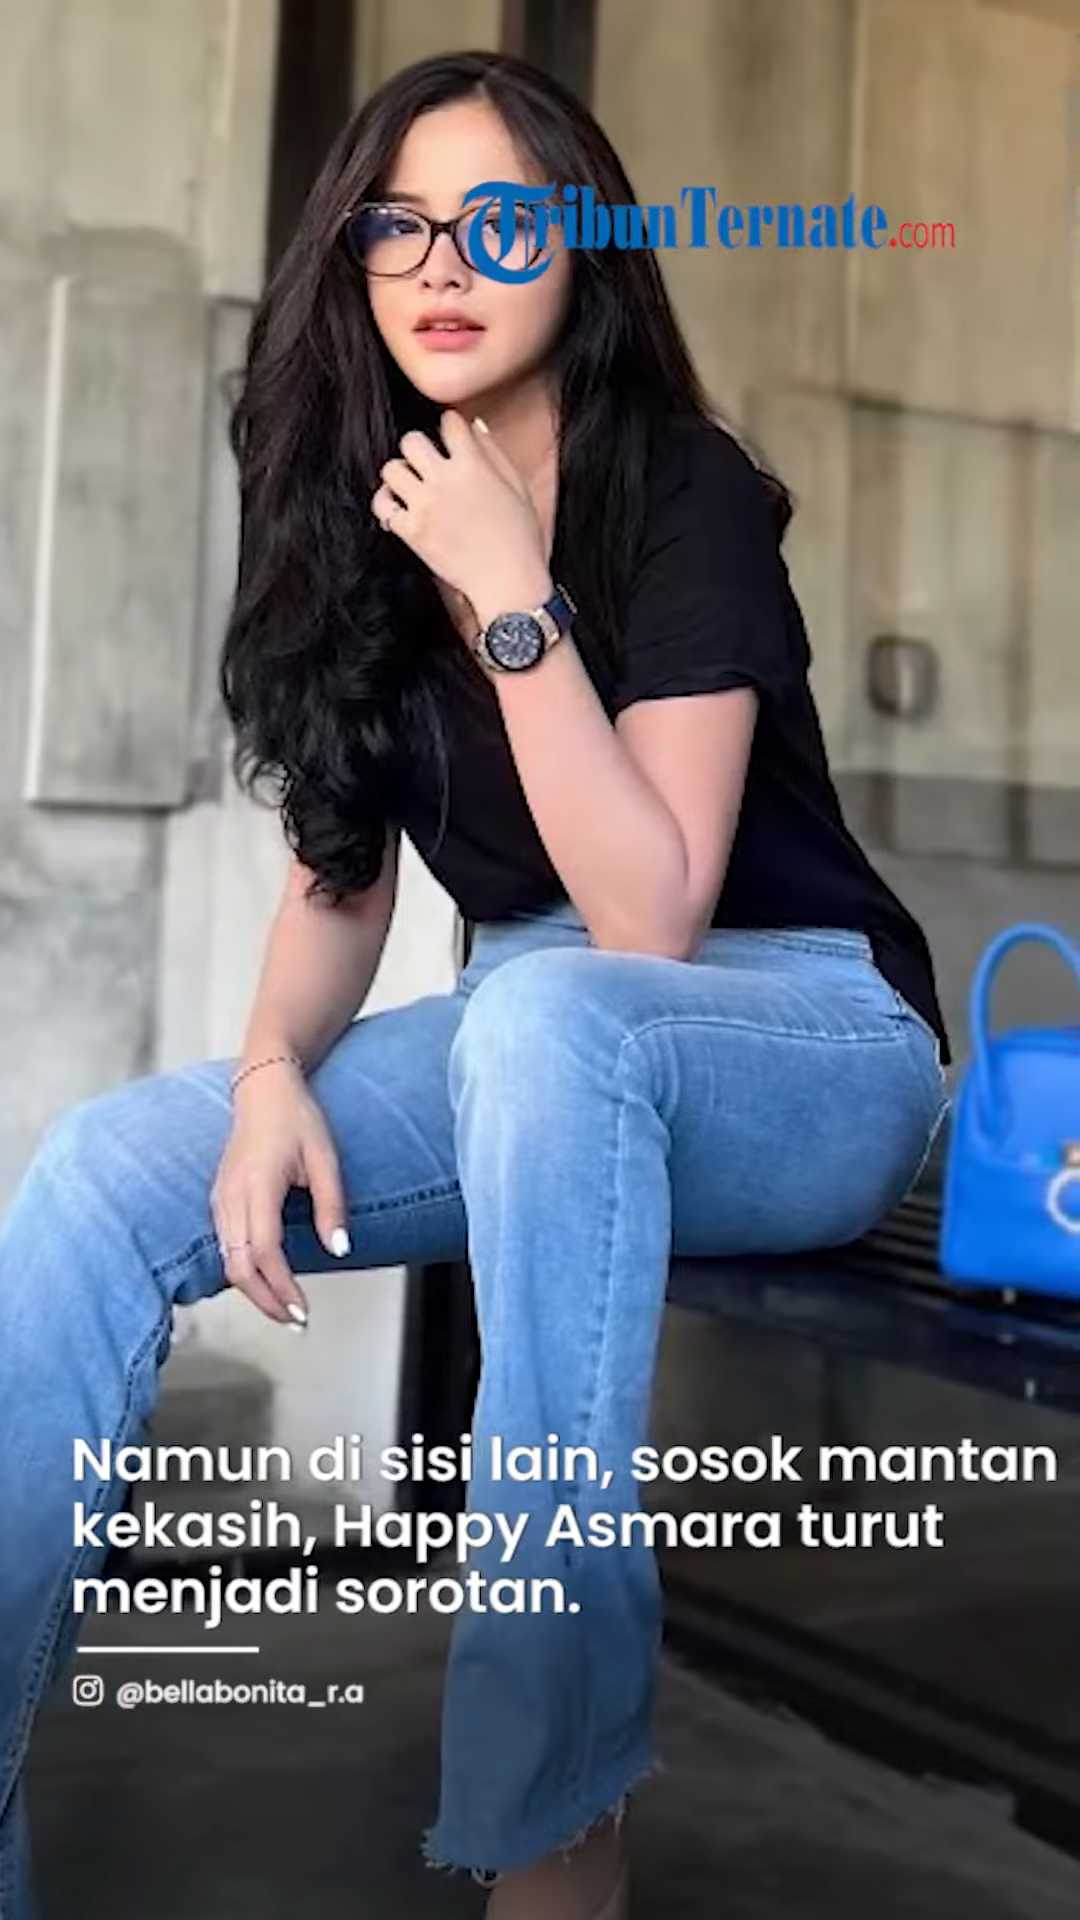 TribunTernate.com
Namun di sisi lain, sosok mantan
kekasih, Happy Asmara turut
menjadi sorotan.
@bellabonita_r.a